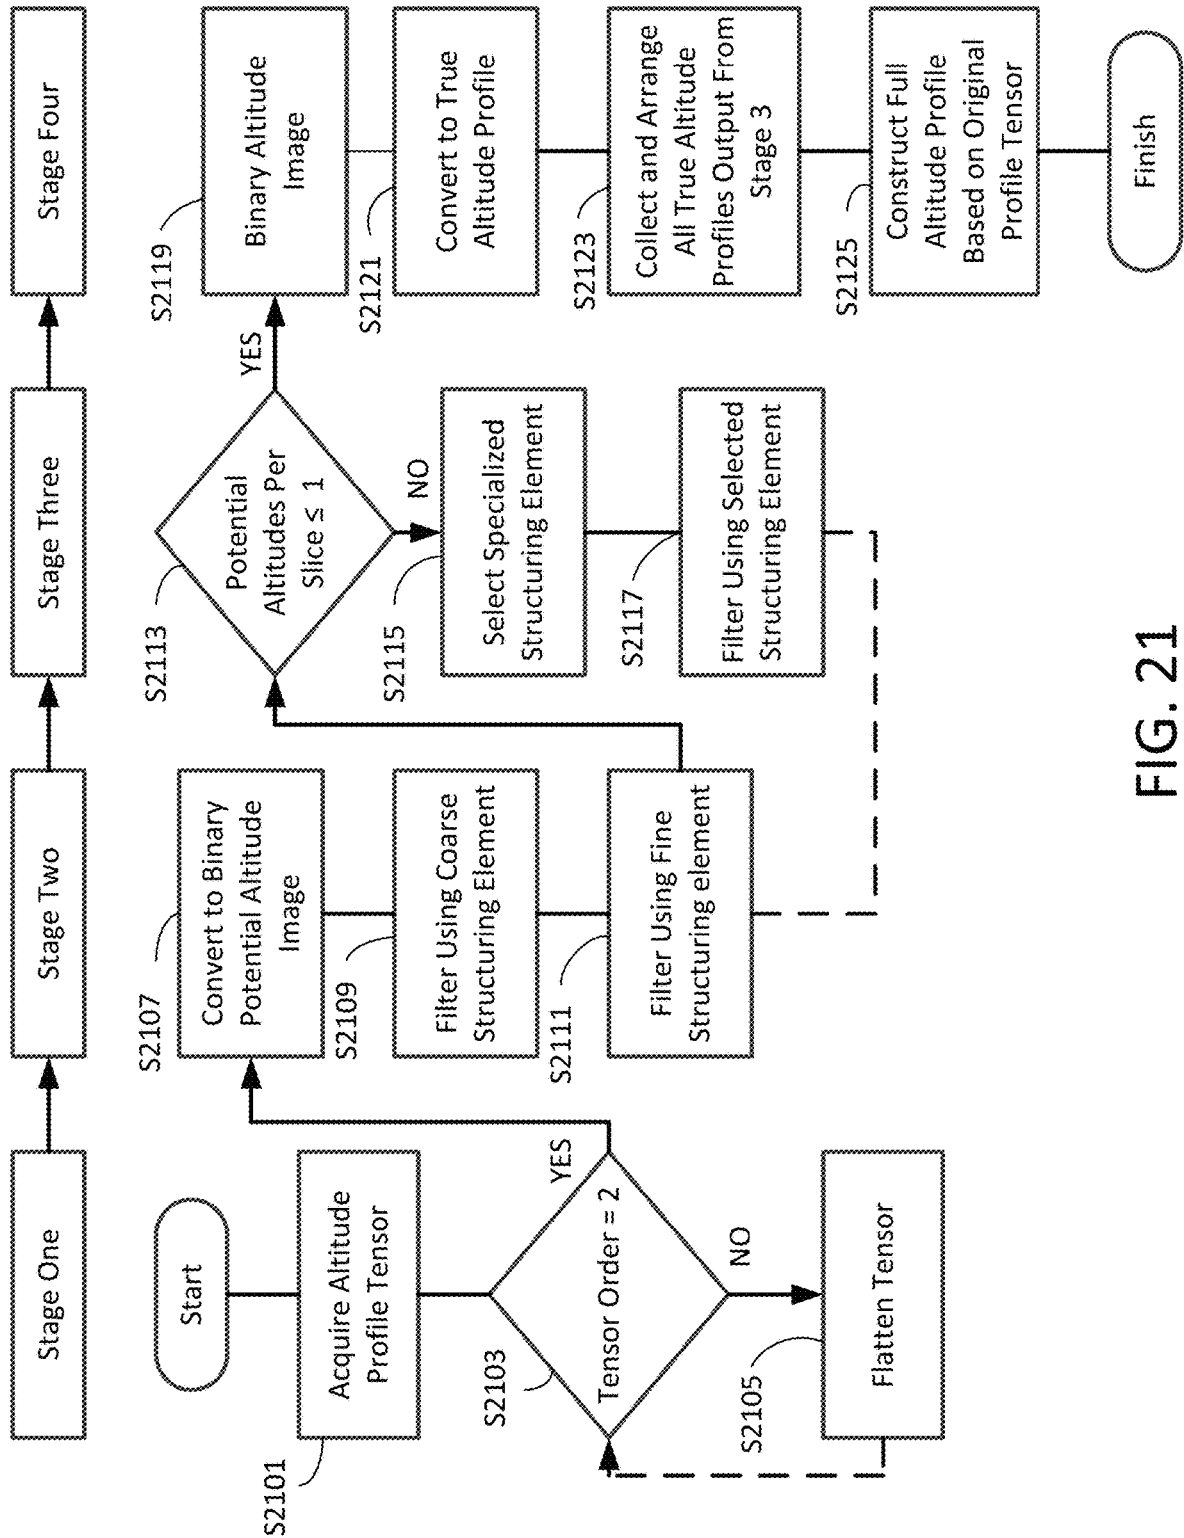 Stage One
Stage Two
Stage Three
Stage Four
Start
S2101
Acquire Altitude
Profile Tensor
S2103
Tensor Order = 2
YES
NO
S2105
Flatten Tensor
S2107
Convert to Binary
Potential Altitude
Image
S2109
Filter Using Coarse
Structuring Element
S2111
Filter Using Fine
Structuring element
S2113
Potential
Altitudes Per
Slice ≤ 1
YES
NO
S2115
Select Specialized
Structuring Element
S2117
Filter Using Selected
Structuring Element
S2119
Binary Altitude
Image
S2121
Convert to True
Altitude Profile
S2123
Collect and Arrange
All True Altitude
Profiles Output From
Stage 3
S2125
Construct Full
Altitude Profile
Based on Original
Profile Tensor
Finish
FIG. 21